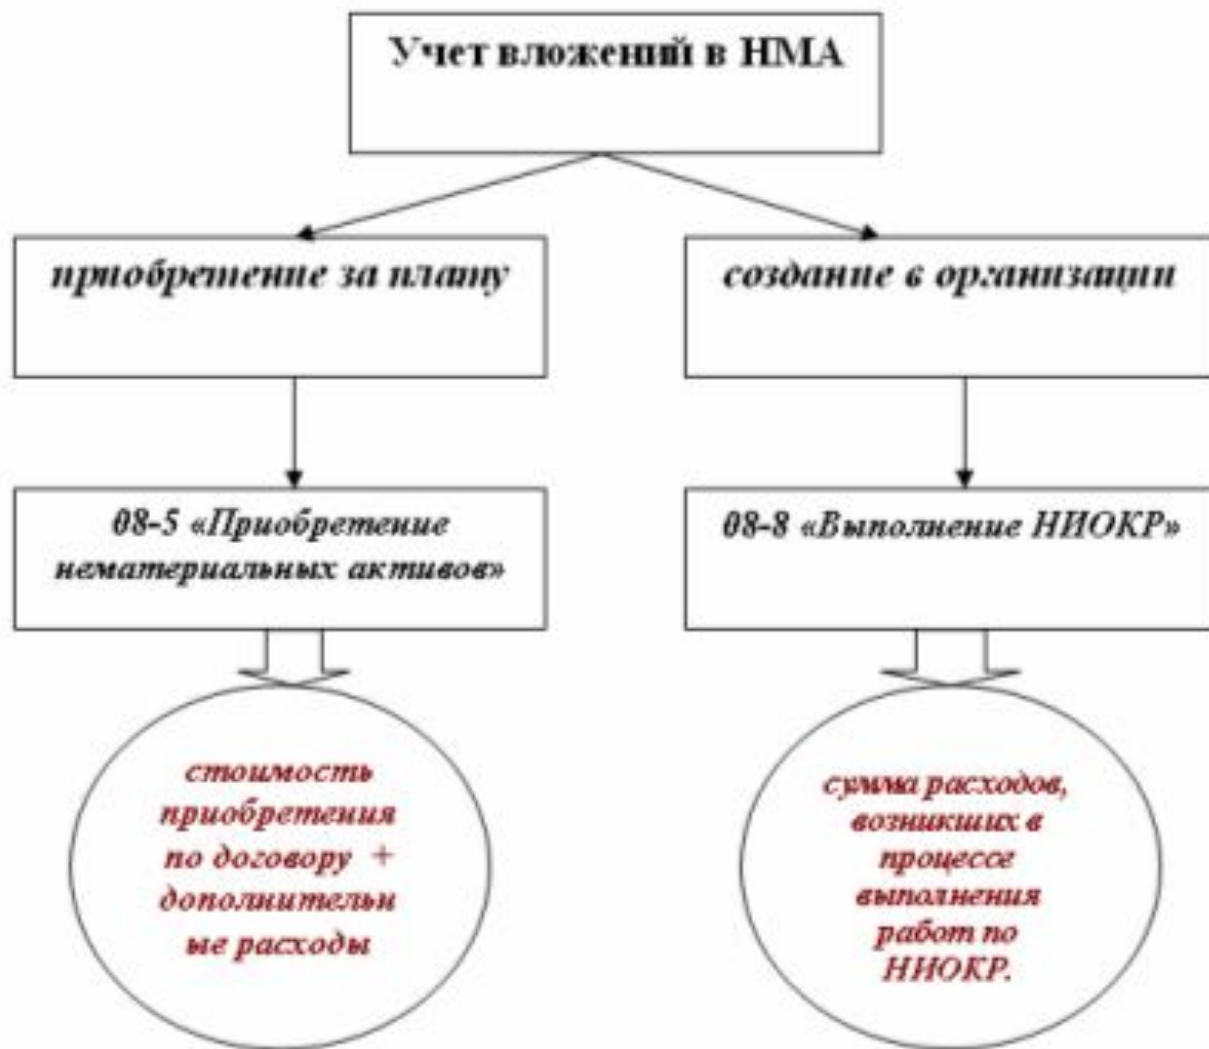 Учет вложений в НМА
приобретение за плату
создание в организации
08-5 «Приобретение
нематериальных активов»
08-8 «Выполнение НИОКР»
стоимость
приобретения
по договору +
дополнительн
ые расходы
сумма расходов,
возникших в
процессе
выполнения
работ по
НИОКР.